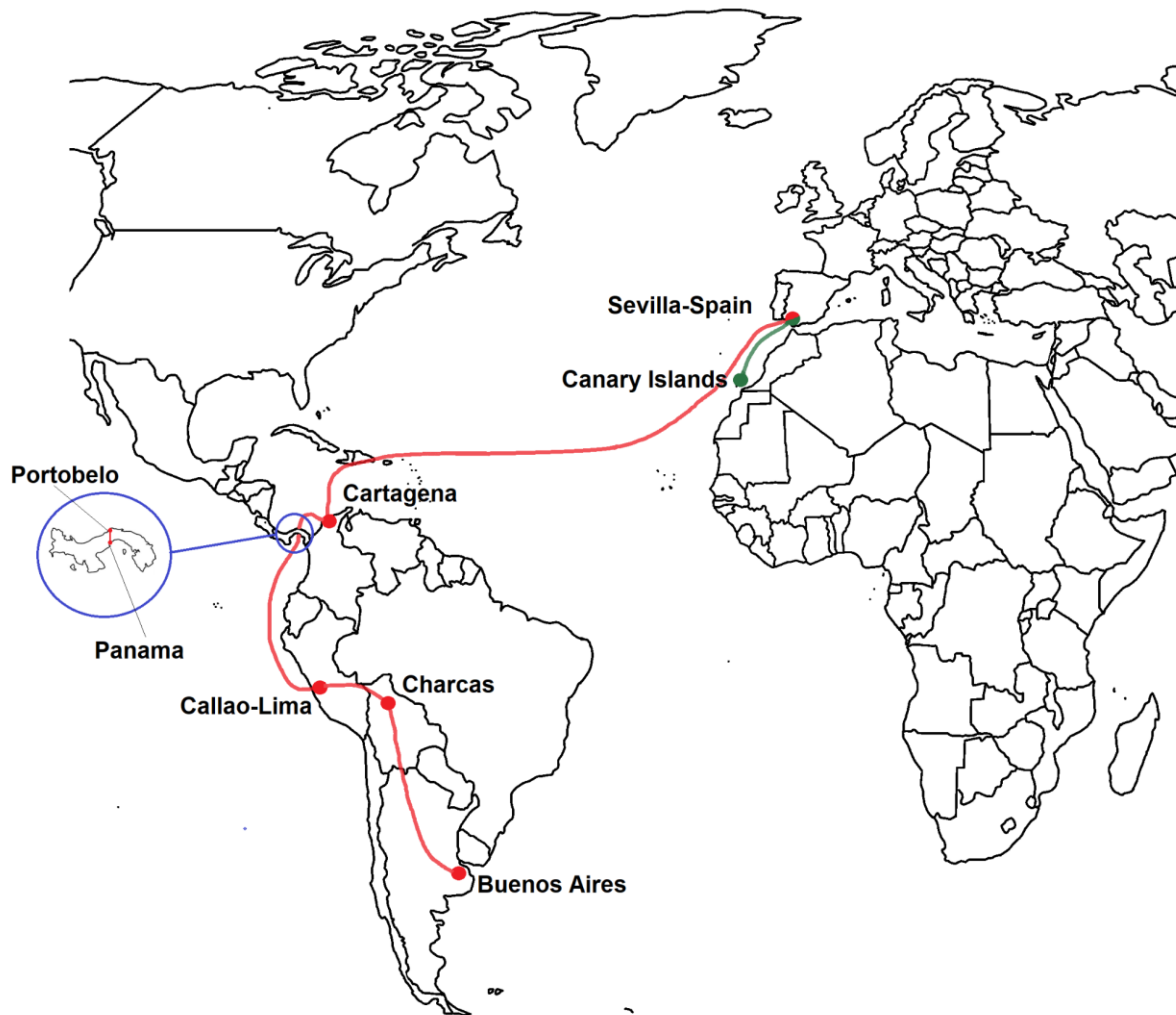 Sevilla-Spain
Canary Islands
Portobelo
Cartagena
Panama
Callao-Lima
Charcas
Buenos Aires